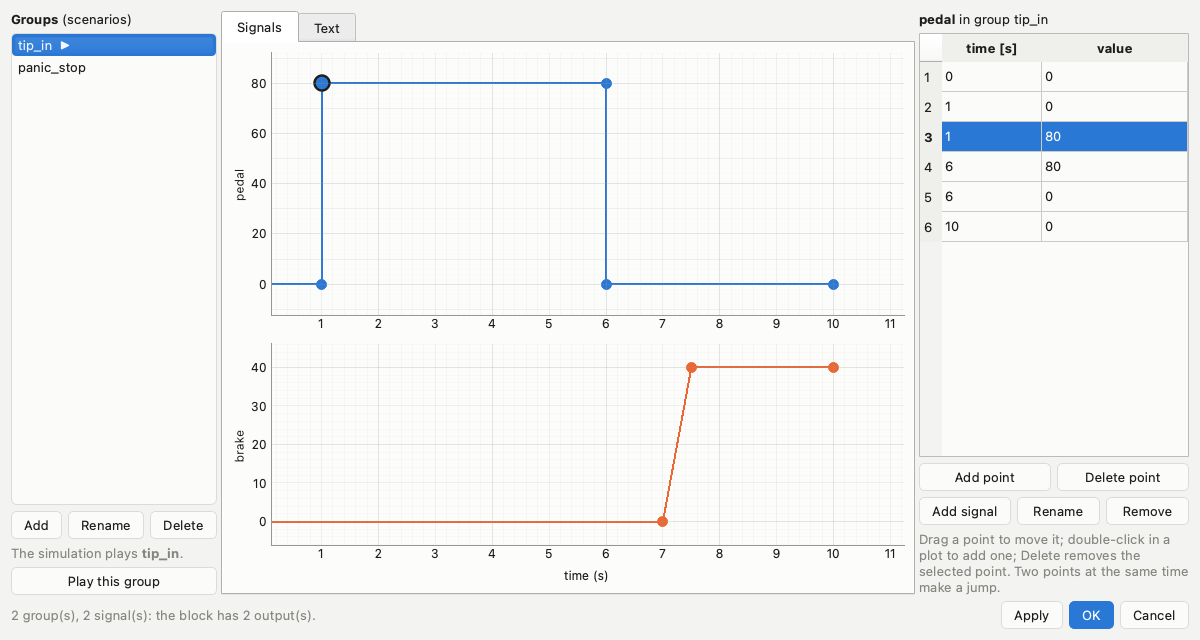 Groups (scenarios)
tip_in ▶
panic_stop
Add
Rename
Delete
The simulation plays tip_in.
Play this group
2 group(s), 2 signal(s): the block has 2 output(s).
Signals
Text
pedal
80
60
40
20
0
1 2 3 4 5 6 7 8 9 10 11
brake
40
30
20
10
0
1 2 3 4 5 6 7 8 9 10 11
time (s)
pedal in group tip_in
time [s] value
1 0 0
2 1 0
3 1 80
4 6 80
5 6 0
6 10 0
Add point
Delete point
Add signal
Rename
Remove
Drag a point to move it; double-click in a
plot to add one; Delete removes the
selected point. Two points at the same time
make a jump.
Apply
OK
Cancel